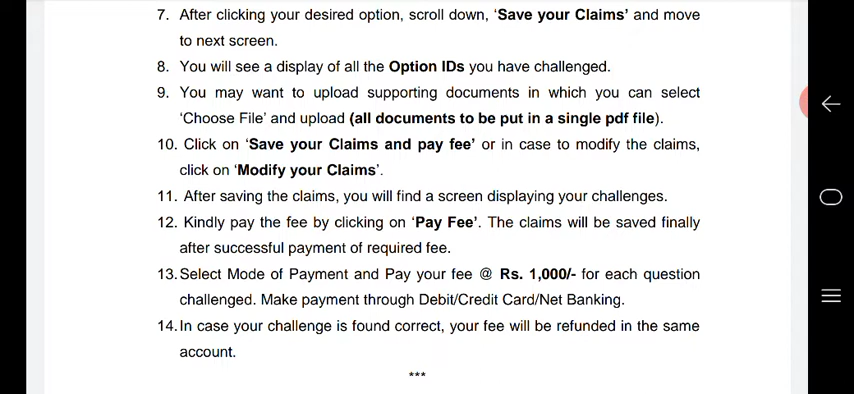 7. After clicking your desired option, scroll down, ‘Save your Claims’ and move
to next screen.
8. You will see a display of all the Option IDs you have challenged.
9. You may want to upload supporting documents in which you can select
‘Choose File’ and upload (all documents to be put in a single pdf file).
10. Click on ‘Save your Claims and pay fee’ or in case to modify the claims,
click on ‘Modify your Claims’.
11. After saving the claims, you will find a screen displaying your challenges.
12. Kindly pay the fee by clicking on ‘Pay Fee’. The claims will be saved finally
after successful payment of required fee.
13. Select Mode of Payment and Pay your fee @ Rs. 1,000/- for each question
challenged. Make payment through Debit/Credit Card/Net Banking.
14. In case your challenge is found correct, your fee will be refunded in the same
account.
***